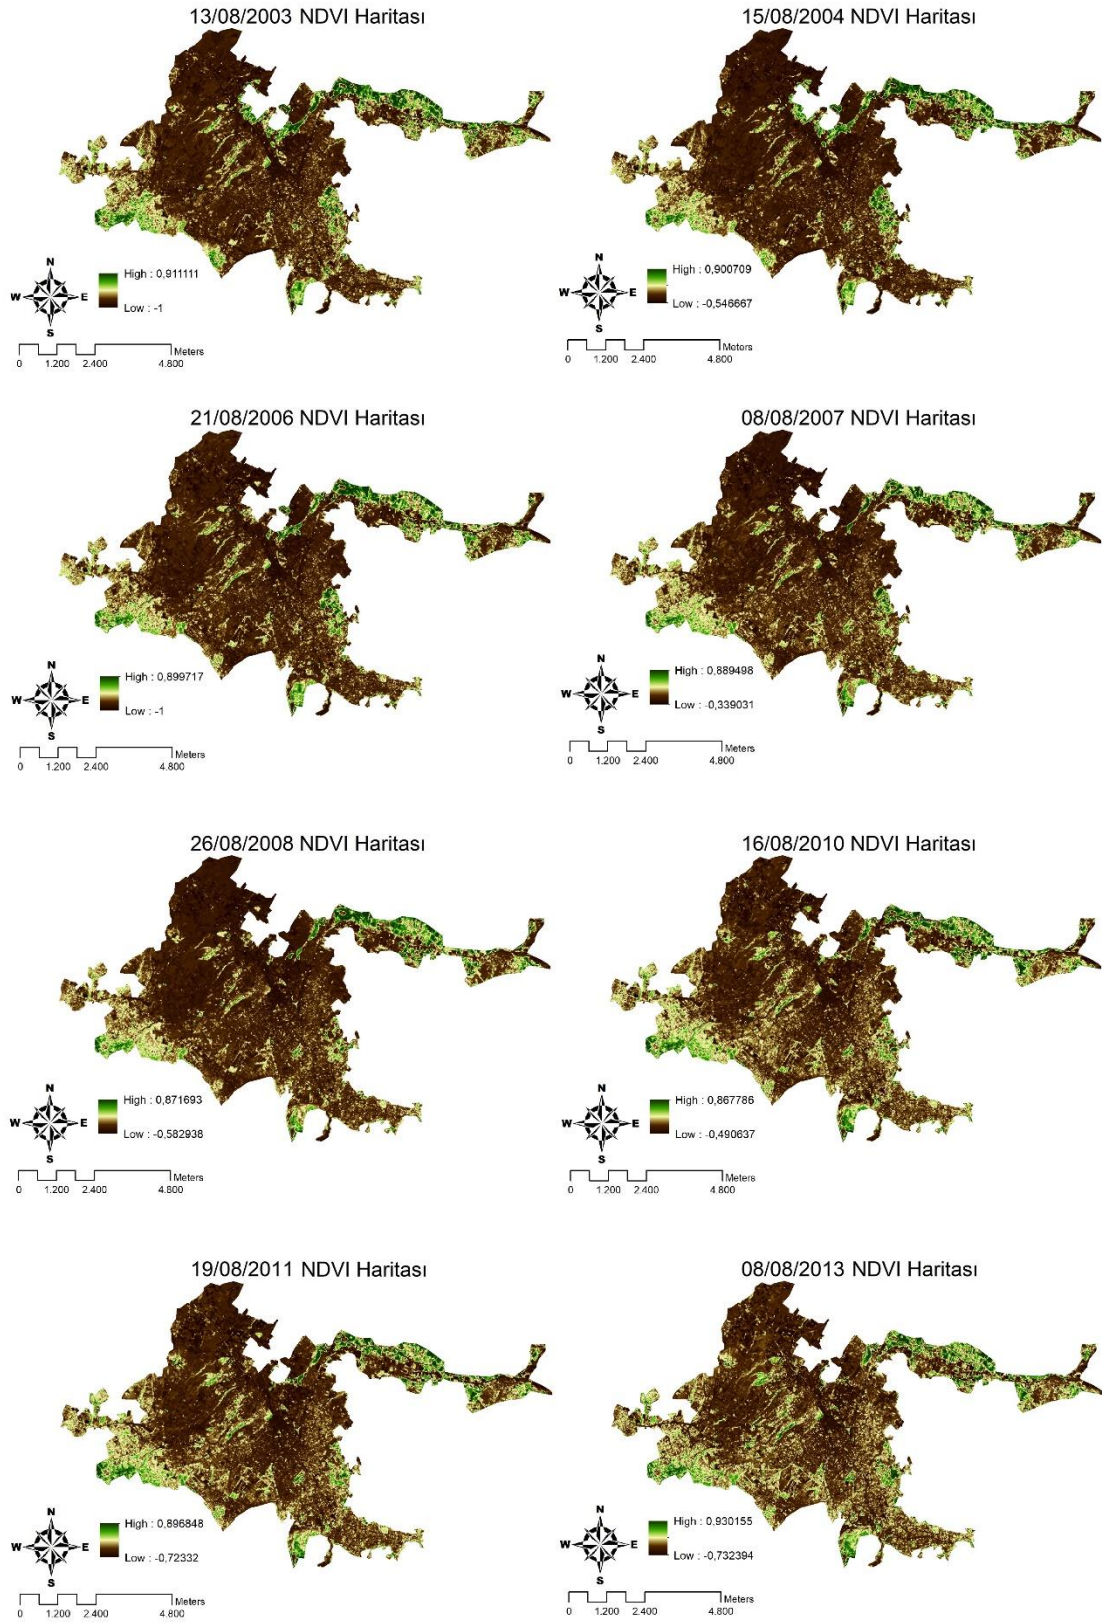 13/08/2003 NDVI Haritası
15/08/2004 NDVI Haritası
N
W E
S
High : 0,911111
Low : -1
Meters
0 1.200 2.400 4.800
N
W E
S
High : 0,900709
Low : -0,546667
Meters
0 1.200 2.400 4.800
21/08/2006 NDVI Haritası
08/08/2007 NDVI Haritası
N
W E
S
High : 0,899717
Low : -1
Meters
0 1.200 2.400 4.800
N
W E
S
High : 0,889498
Low : -0,339031
Meters
0 1.200 2.400 4.800
26/08/2008 NDVI Haritası
16/08/2010 NDVI Haritası
N
W E
S
High : 0,871693
Low : -0,582938
Meters
0 1.200 2.400 4.800
N
W E
S
High : 0,867786
Low : -0,490637
Meters
0 1.200 2.400 4.800
19/08/2011 NDVI Haritası
08/08/2013 NDVI Haritası
N
W E
S
High : 0,896848
Low : -0,72332
Meters
0 1.200 2.400 4.800
N
W E
S
High : 0,930155
Low : -0,732394
Meters
0 1.200 2.400 4.800